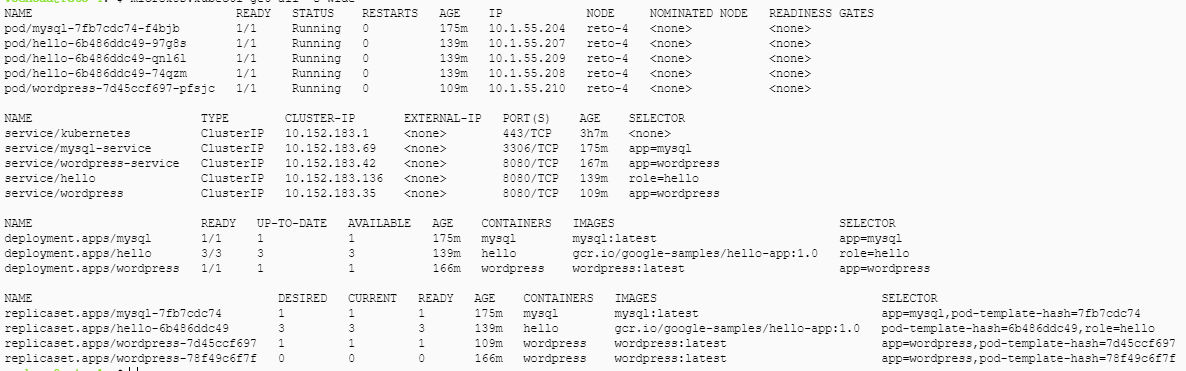 microk8s.kubectl get all -o wide
NAME READY STATUS RESTARTS AGE IP NODE NOMINATED NODE READINESS GATES
pod/mysql-7fb7cdc74-f4bjb 1/1 Running 0 175m 10.1.55.204 reto-4 <none> <none>
pod/hello-6b486ddc49-97g8s 1/1 Running 0 139m 10.1.55.207 reto-4 <none> <none>
pod/hello-6b486ddc49-qnl6l 1/1 Running 0 139m 10.1.55.209 reto-4 <none> <none>
pod/hello-6b486ddc49-74qzm 1/1 Running 0 139m 10.1.55.208 reto-4 <none> <none>
pod/wordpress-7d45ccf697-pfsjc 1/1 Running 0 109m 10.1.55.210 reto-4 <none> <none>
NAME TYPE CLUSTER-IP EXTERNAL-IP PORT(S) AGE SELECTOR
service/kubernetes ClusterIP 10.152.183.1 <none> 443/TCP 3h7m <none>
service/mysql-service ClusterIP 10.152.183.69 <none> 3306/TCP 175m app=mysql
service/wordpress-service ClusterIP 10.152.183.42 <none> 8080/TCP 167m app=wordpress
service/hello ClusterIP 10.152.183.136 <none> 8080/TCP 139m role=hello
service/wordpress ClusterIP 10.152.183.35 <none> 8080/TCP 109m app=wordpress
NAME READY UP-TO-DATE AVAILABLE AGE CONTAINERS IMAGES SELECTOR
deployment.apps/mysql 1/1 1 1 175m mysql mysql:latest app=mysql
deployment.apps/hello 3/3 3 3 139m hello gcr.io/google-samples/hello-app:1.0 role=hello
deployment.apps/wordpress 1/1 1 1 166m wordpress wordpress:latest app=wordpress
NAME DESIRED CURRENT READY AGE CONTAINERS IMAGES SELECTOR
replicaset.apps/mysql-7fb7cdc74 1 1 1 175m mysql mysql:latest app=mysql,pod-template-hash=7fb7cdc74
replicaset.apps/hello-6b486ddc49 3 3 3 139m hello gcr.io/google-samples/hello-app:1.0 pod-template-hash=6b486ddc49,role=hello
replicaset.apps/wordpress-7d45ccf697 1 1 1 109m wordpress wordpress:latest app=wordpress,pod-template-hash=7d45ccf697
replicaset.apps/wordpress-78f49c6f7f 0 0 0 166m wordpress wordpress:latest app=wordpress,pod-template-hash=78f49c6f7f